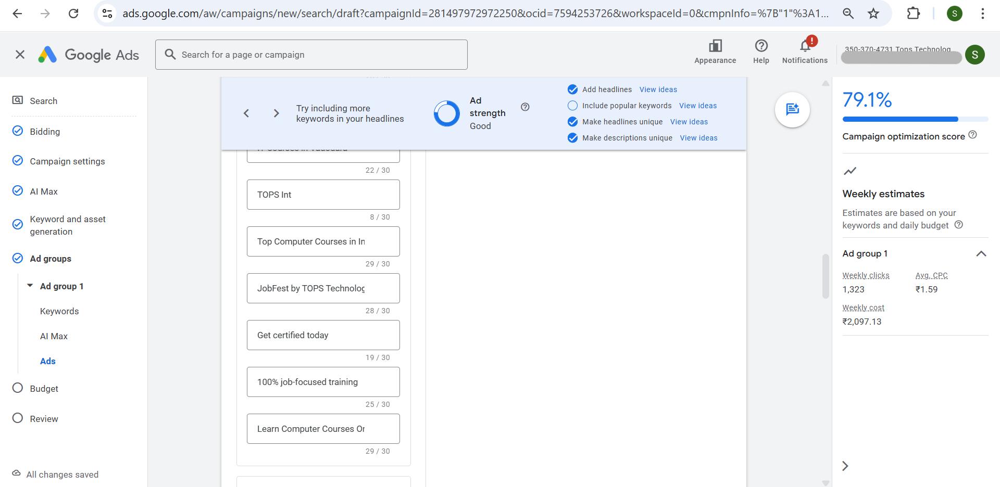 ads.google.com/aw/campaigns/new/search/draft?campaignId=281497972972250&ocid=7594253726&workspaceId=0&cmpnInfo=%7B"1"%3A1...
S
Google Ads
Search for a page or campaign
Appearance
Help
!
Notifications
350-370-4731 Tops Technolog
S
Search
Bidding
Campaign settings
AI Max
Keyword and asset
generation
Ad groups
Ad group 1
Keywords
AI Max
Ads
Budget
Review
All changes saved
Try including more
keywords in your headlines
Ad
strength
Good
Add headlines View ideas
Include popular keywords View ideas
Make headlines unique View ideas
Make descriptions unique View ideas
22 / 30
TOPS Int
8 / 30
Top Computer Courses in In
29 / 30
JobFest by TOPS Technolog
28 / 30
Get certified today
19 / 30
100% job-focused training
25 / 30
Learn Computer Courses Or
29 / 30
79.1%
Campaign optimization score
Weekly estimates
Estimates are based on your
keywords and daily budget
Ad group 1
Weekly clicks Avg. CPC
1,323 ₹1.59
Weekly cost
₹2,097.13